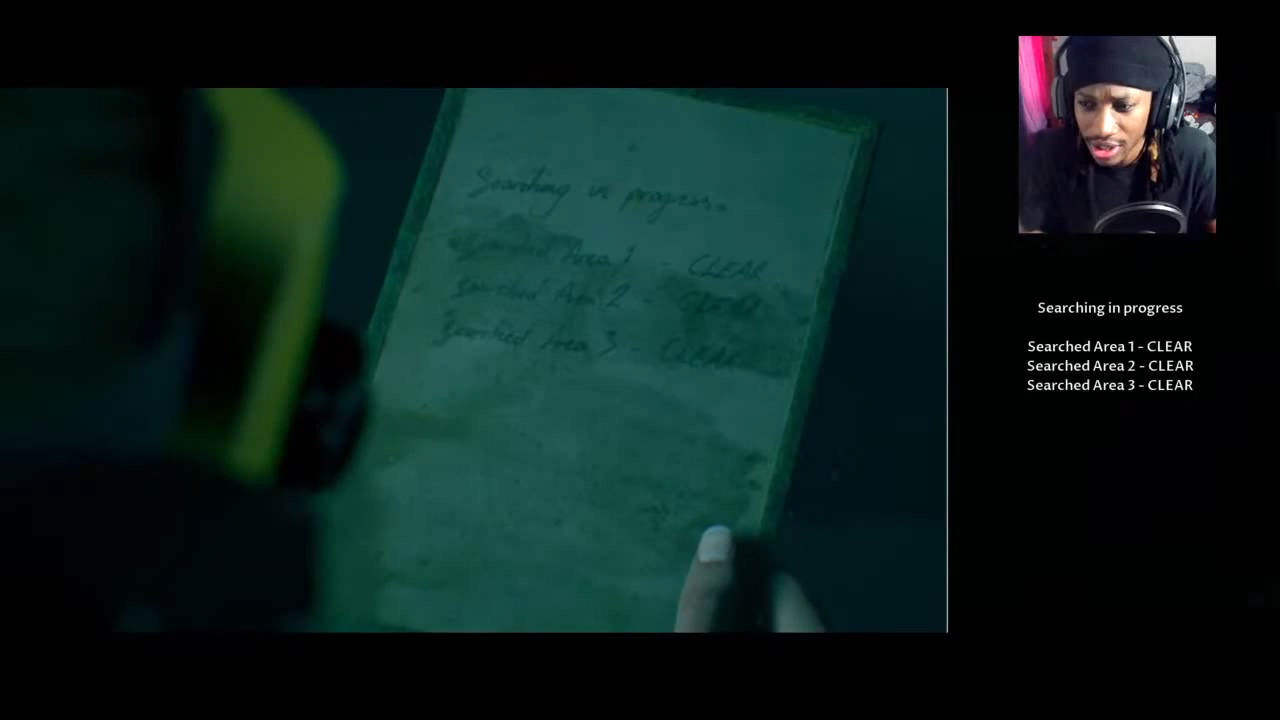 Searching in progress.
Searched Area 1 - CLEAR
Searched Area 2 - CLEAR
Searched Area 3 - CLEAR
Searching in progress
Searched Area 1 - CLEAR
Searched Area 2 - CLEAR
Searched Area 3 - CLEAR